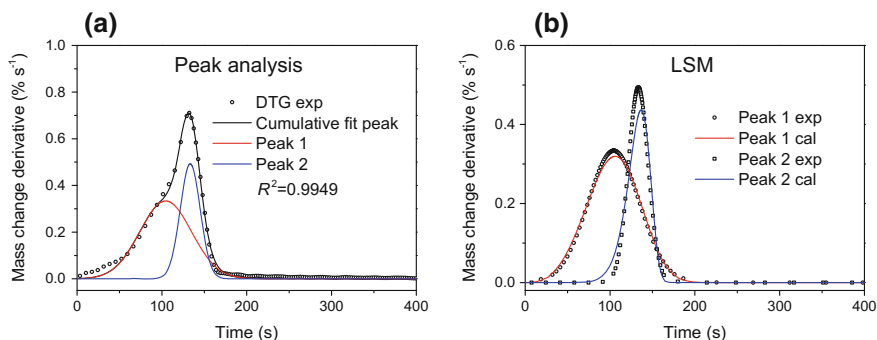 (a)
Mass change derivative (% s⁻¹)
1.0
0.8
0.6
0.4
0.2
0.0
Peak analysis
DTG exp
Cumulative fit peak
Peak 1
Peak 2
R²=0.9949
0
100
200
300
400
Time (s)
(b)
Mass change derivative (% s⁻¹)
0.6
0.3
0.0
LSM
Peak 1 exp
Peak 1 cal
Peak 2 exp
Peak 2 cal
0
100
200
300
400
Time (s)